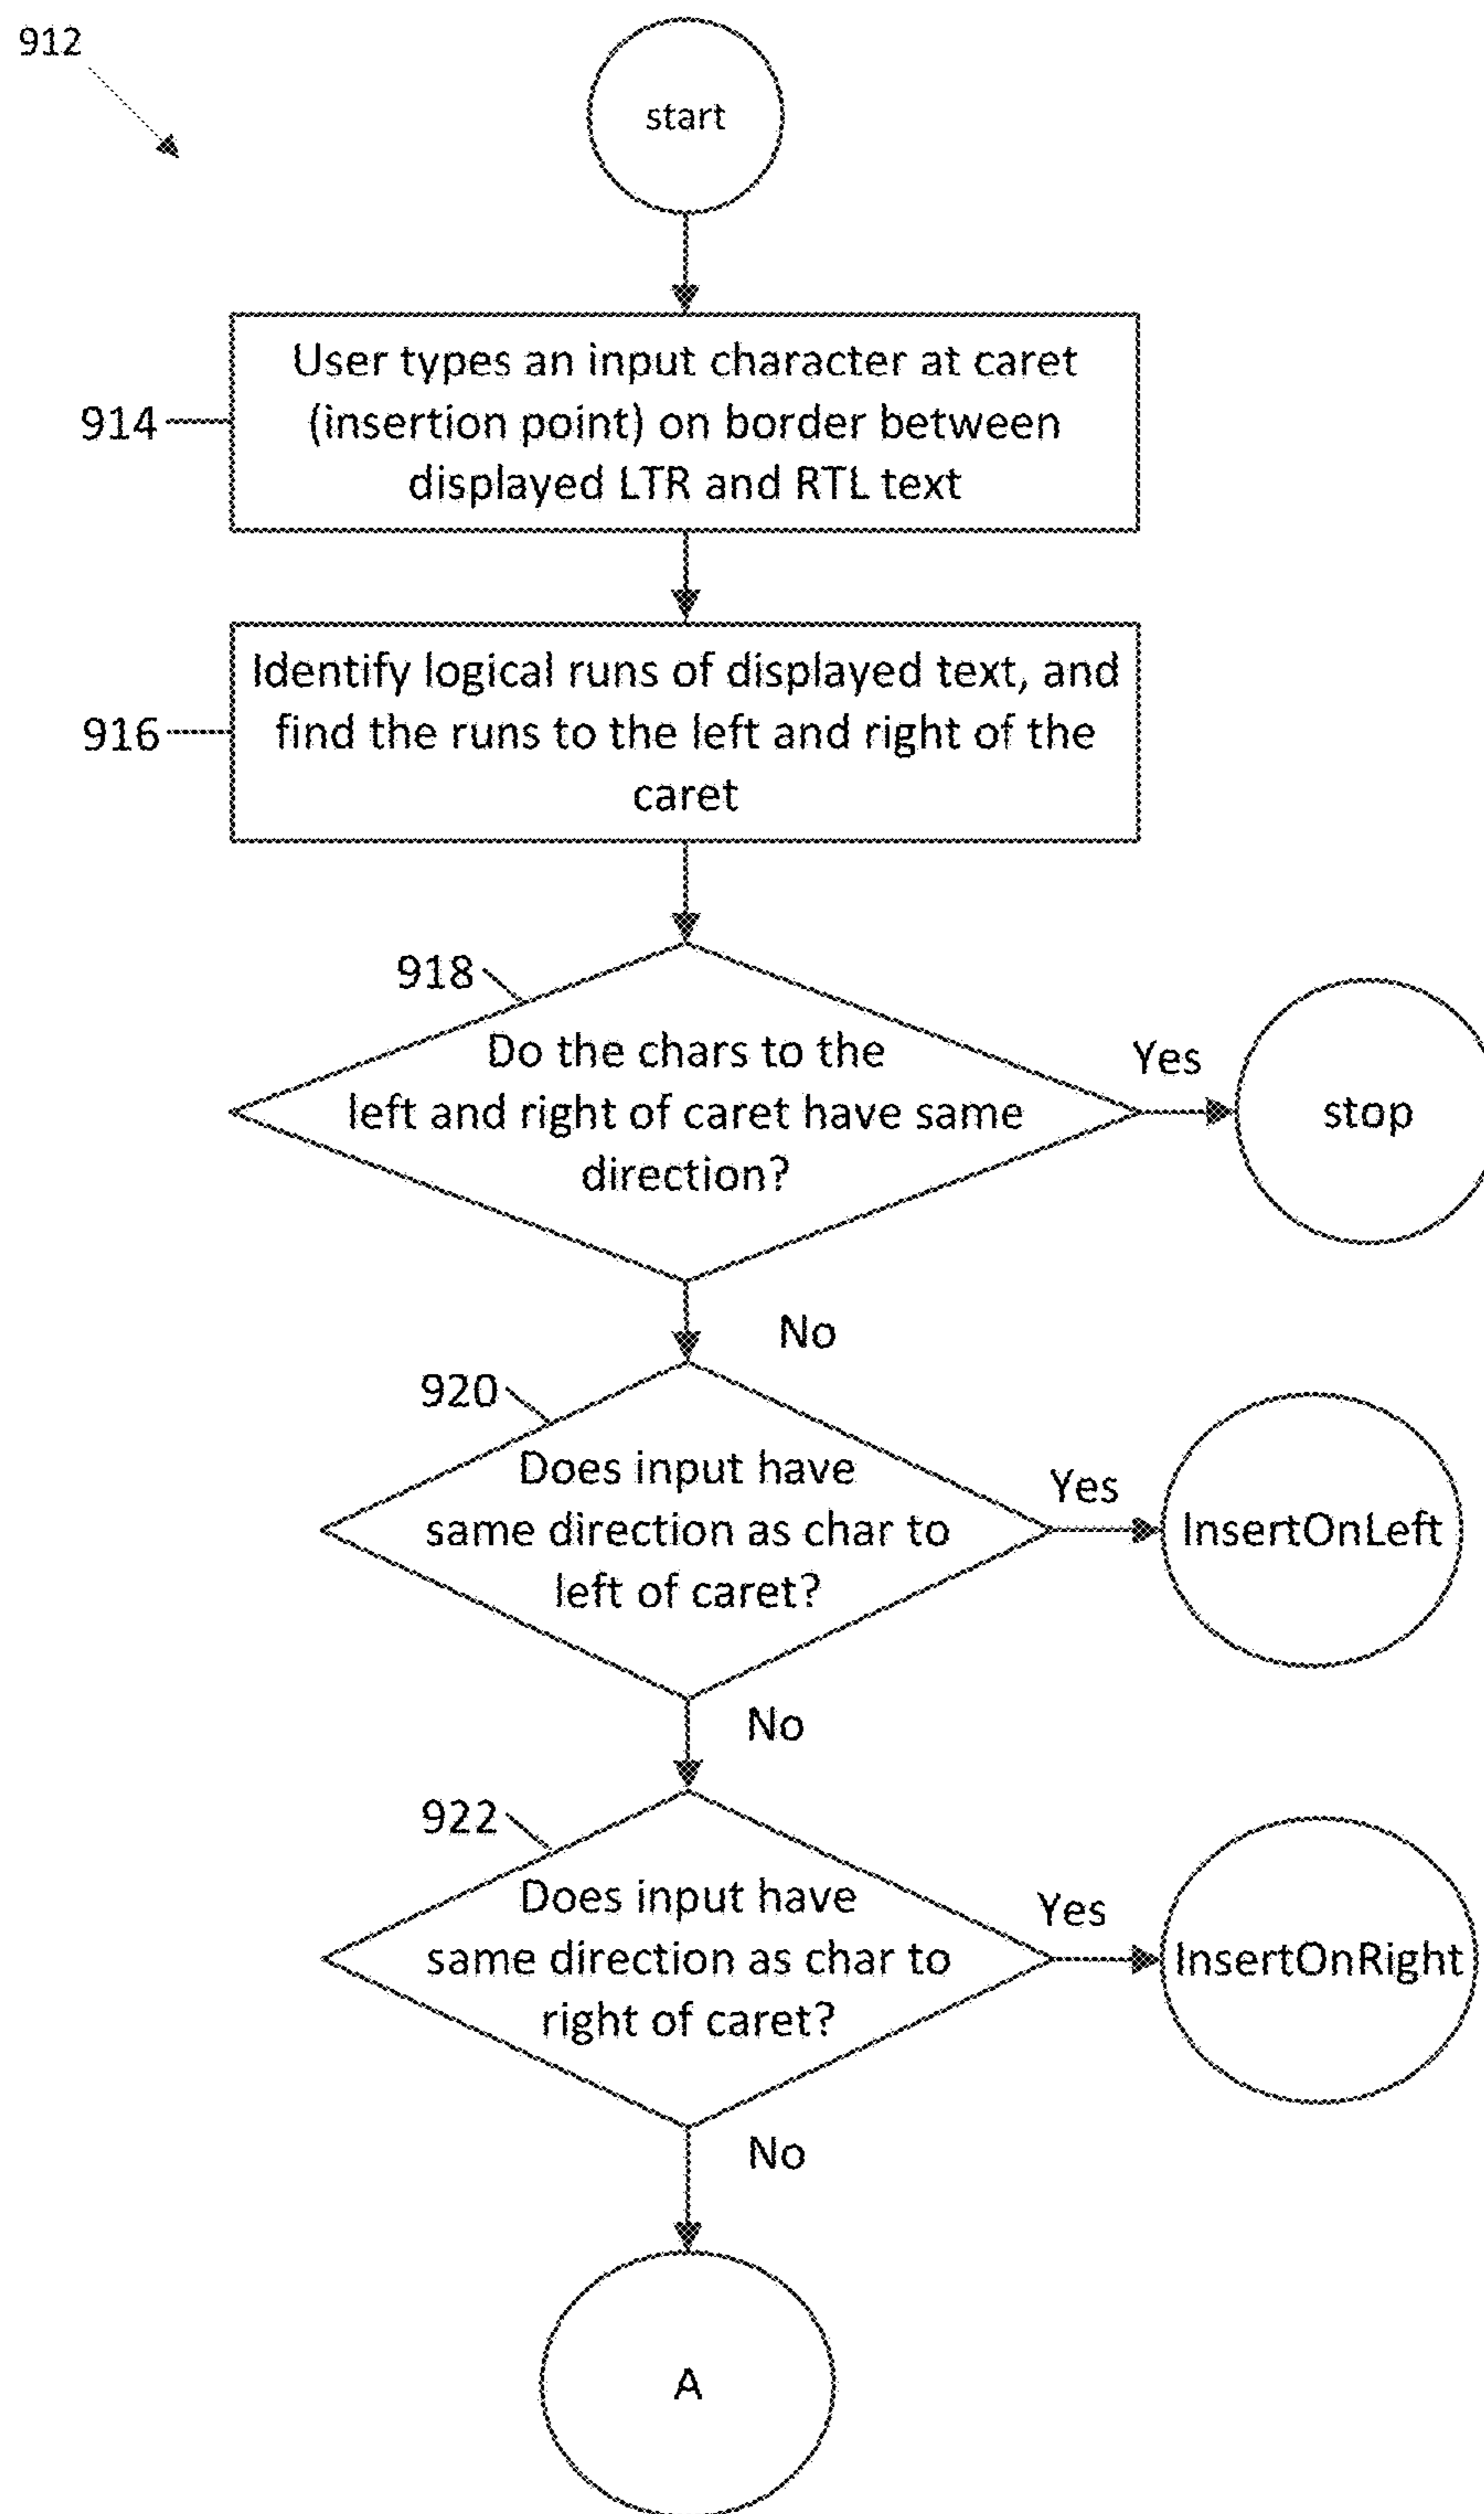 912
start
User types an input character at caret
(insertion point) on border between
displayed LTR and RTL text
914
Identify logical runs of displayed text, and
find the runs to the left and right of the
caret
916
918
Do the chars to the
left and right of caret have same
direction?
Yes
stop
No
920
Does input have
same direction as char to
left of caret?
Yes
InsertOnLeft
No
922
Does input have
same direction as char to
right of caret?
Yes
InsertOnRight
No
A